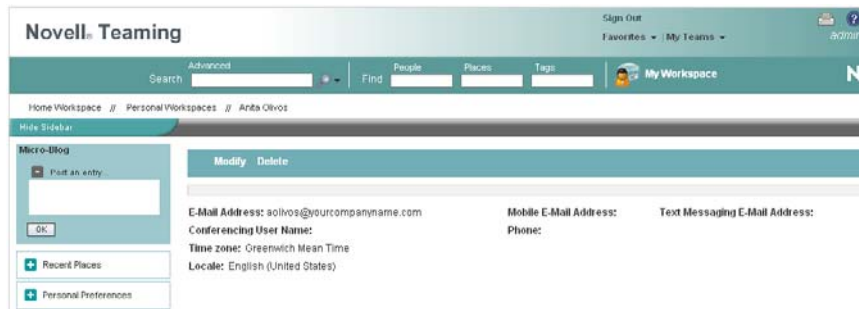 Novell® Teaming
Sign Out
Favorites My Teams
Advanced
Search
Find
People
Places
Tags
My Workspace
N
Home Workspace // Personal Workspaces // Anita Olivos
Hide Sidebar
Micro-Blog
Post an entry...
OK
Recent Places
Personal Preferences
Modify Delete
E-Mail Address: aolivos@yourcompanyname.com
Mobile E-Mail Address:
Text Messaging E-Mail Address:
Conferencing User Name:
Phone:
Time zone: Greenwich Mean Time
Locale: English (United States)